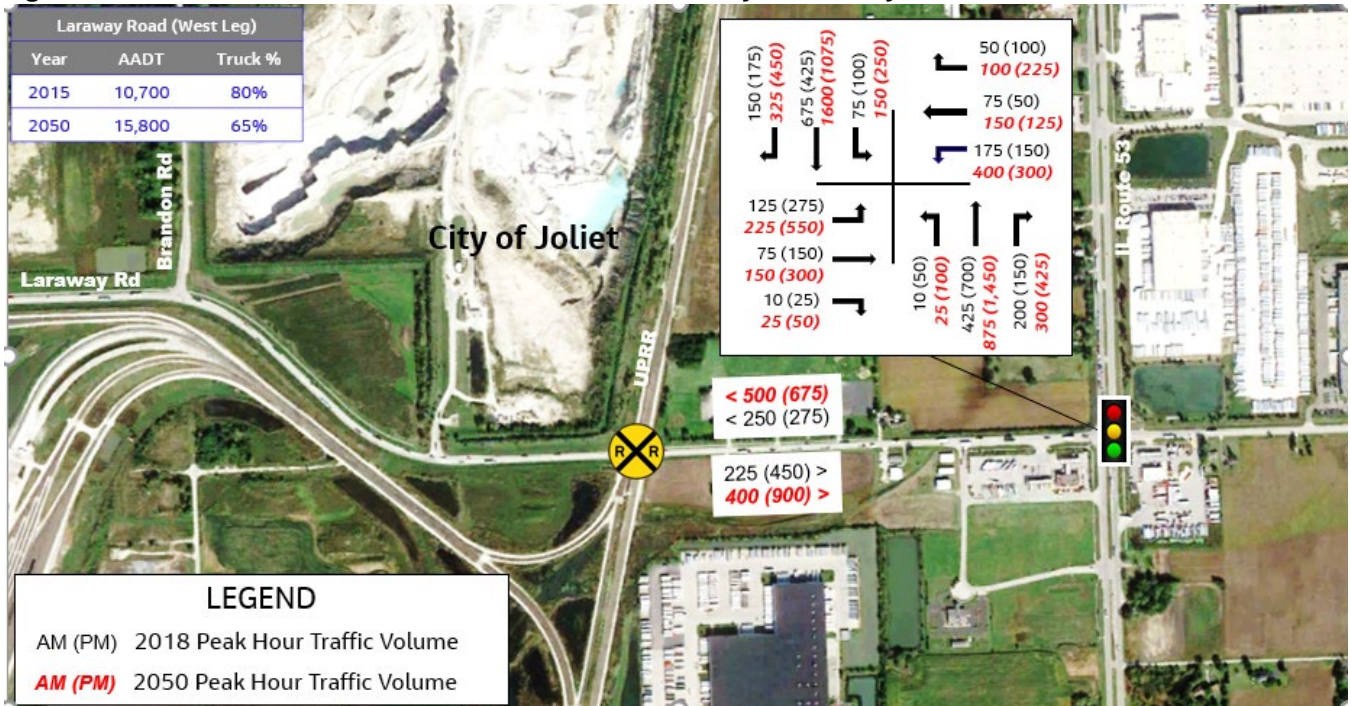 Laraway Road (West Leg)
Year AADT Truck %
2015 10,700 80%
2050 15,800 65%
Brandon Rd
Laraway Rd
City of Joliet
UPRR
R R
150 (175)
325 (450)
675 (425)
1600 (1075)
75 (100)
150 (250)
50 (100)
100 (225)
75 (50)
150 (125)
175 (150)
400 (300)
125 (275)
225 (550)
75 (150)
150 (300)
10 (25)
25 (50)
10 (50)
25 (100)
425 (700)
875 (1,450)
200 (150)
300 (425)
Il Route 53
< 500 (675)
< 250 (275)
225 (450) >
400 (900) >
LEGEND
AM (PM) 2018 Peak Hour Traffic Volume
AM (PM) 2050 Peak Hour Traffic Volume